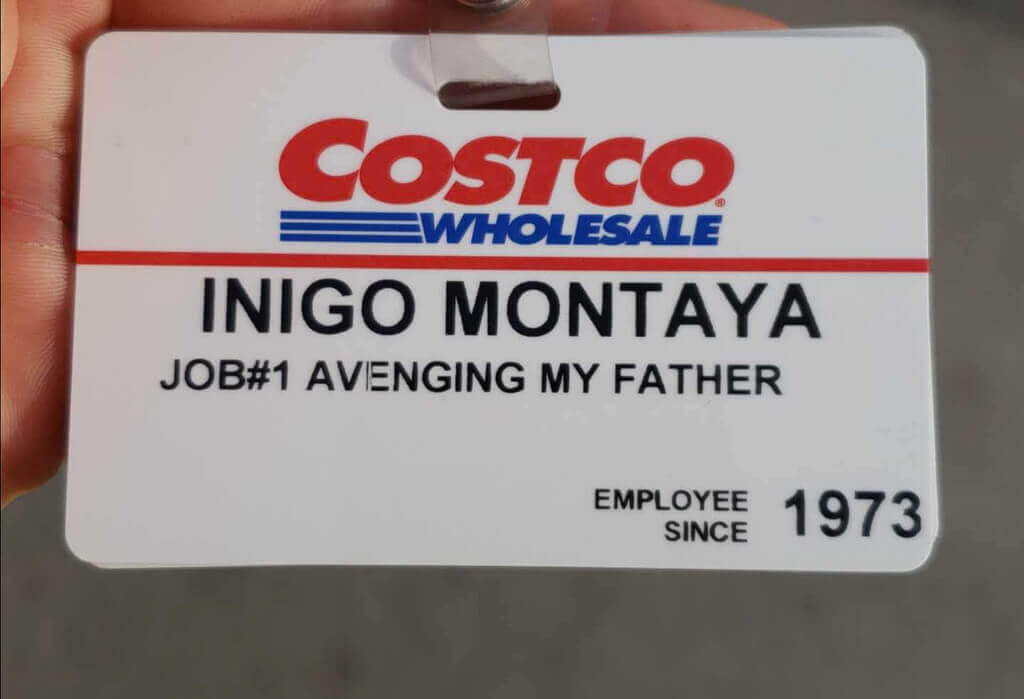 COSTCO®
WHOLESALE
INIGO MONTAYA
JOB#1 AVENGING MY FATHER
EMPLOYEE
SINCE 1973